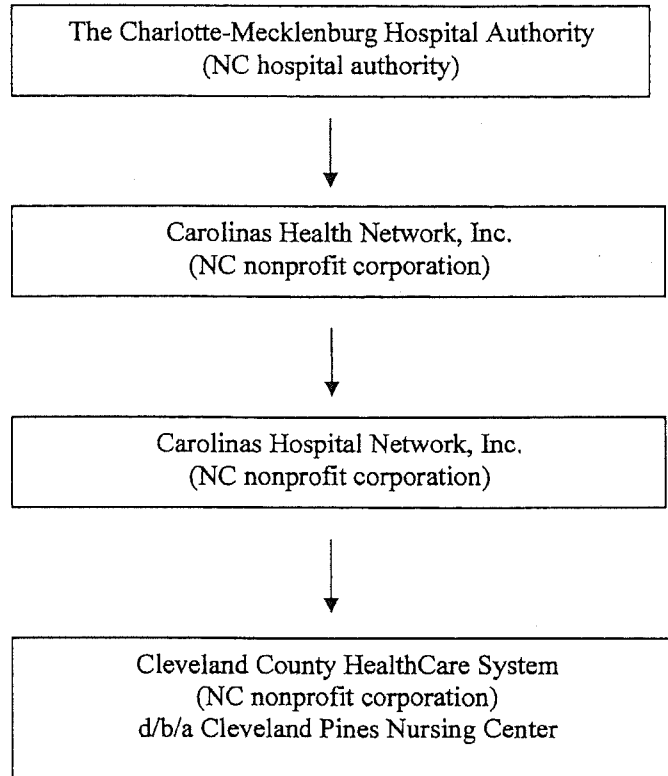 The Charlotte-Mecklenburg Hospital Authority
(NC hospital authority)
Carolinas Health Network, Inc.
(NC nonprofit corporation)
Carolinas Hospital Network, Inc.
(NC nonprofit corporation)
Cleveland County HealthCare System
(NC nonprofit corporation)
d/b/a Cleveland Pines Nursing Center